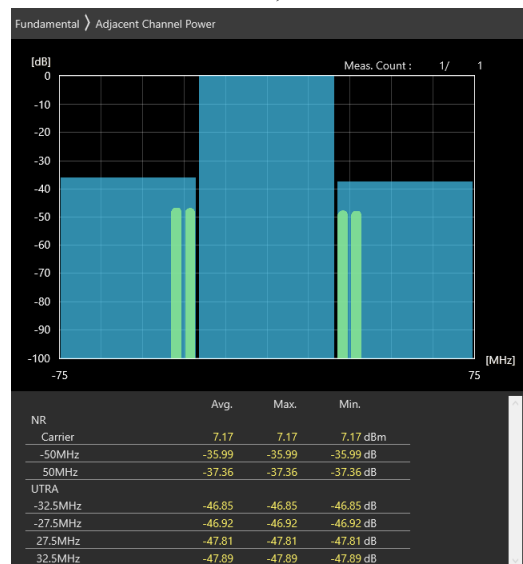 Fundamental ❭ Adjacent Channel Power
[dB]
Meas. Count : 1/ 1
0
-10
-20
-30
-40
-50
-60
-70
-80
-90
-100
[MHz]
-75 75
Avg. Max. Min.
NR
Carrier 7.17 7.17 7.17 dBm
-50MHz -35.99 -35.99 -35.99 dB
50MHz -37.36 -37.36 -37.36 dB
UTRA
-32.5MHz -46.85 -46.85 -46.85 dB
-27.5MHz -46.92 -46.92 -46.92 dB
27.5MHz -47.81 -47.81 -47.81 dB
32.5MHz -47.89 -47.89 -47.89 dB